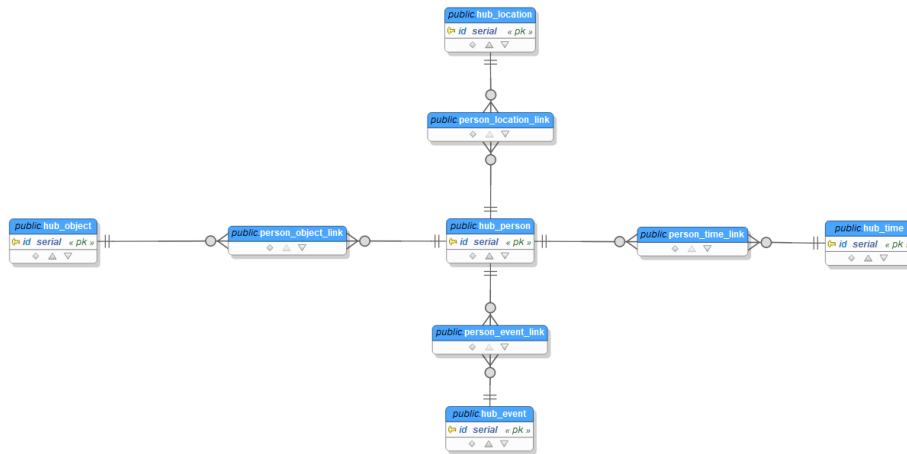 public.hub_location
id serial « pk »
public.person_location_link
public.hub_object
id serial « pk »
public.person_object_link
public.hub_person
id serial « pk »
public.person_time_link
public.hub_time
id serial « pk »
public.person_event_link
public.hub_event
id serial « pk »